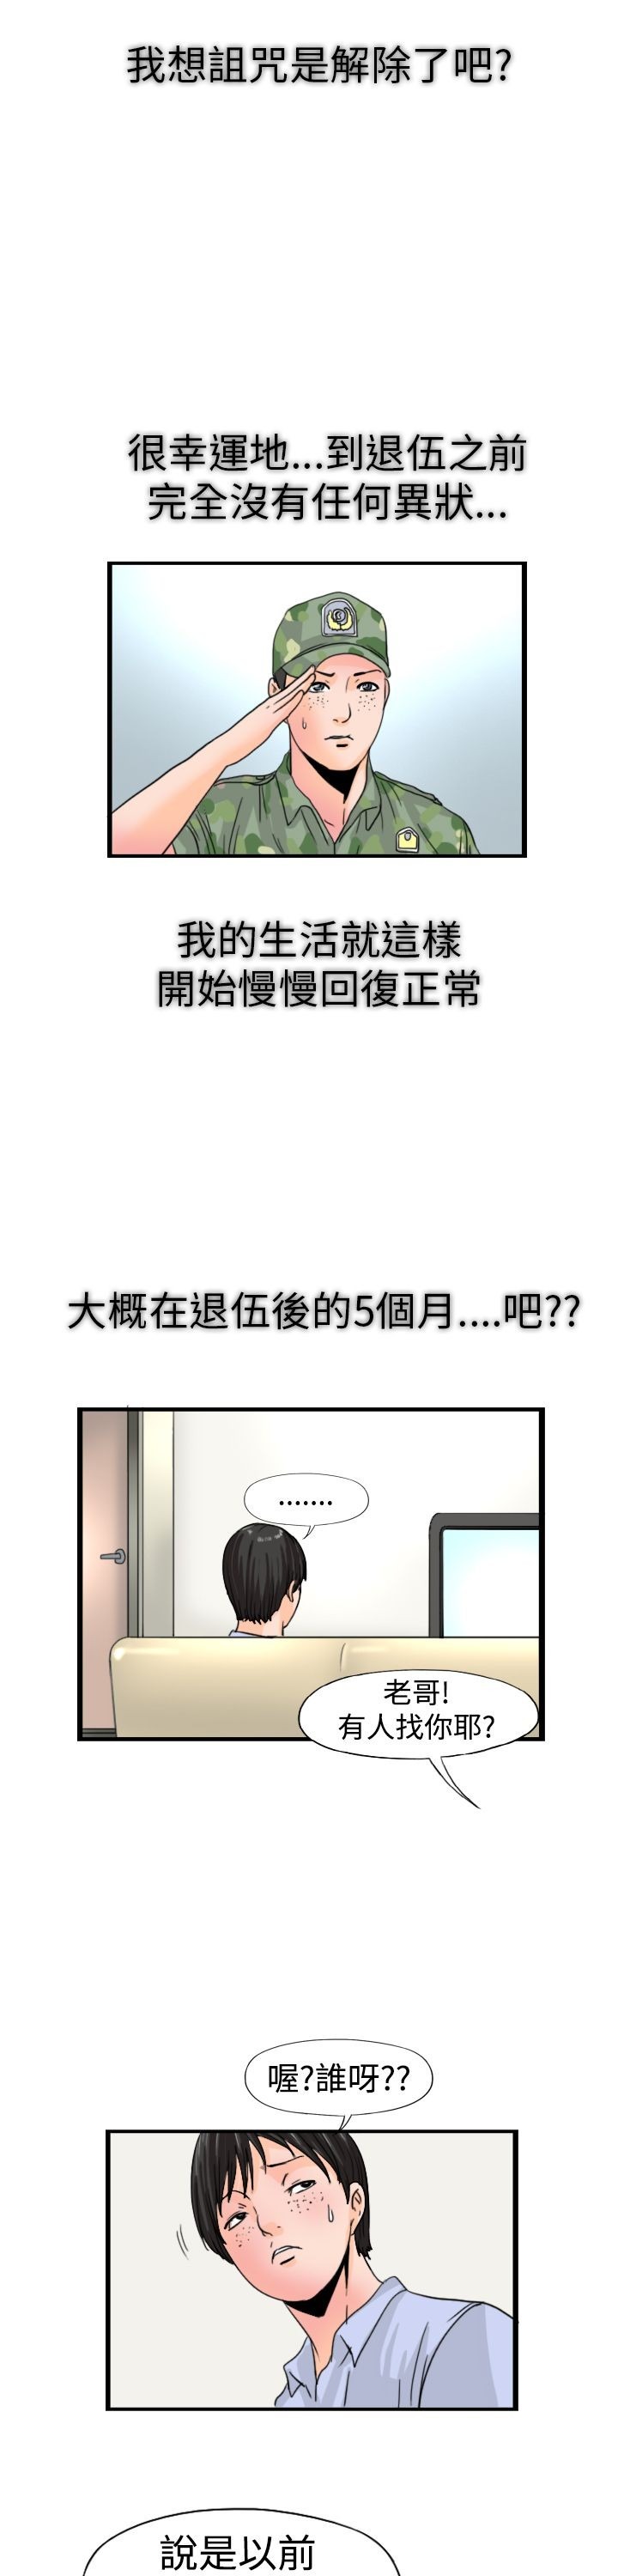 我想詛咒是解除了吧?
很幸運地...到退伍之前
完全沒有任何異狀...
我的生活就這樣
開始慢慢回復正常
大概在退伍後的5個月....吧??
.......
老哥!
有人找你耶?
喔?誰呀??
說是以前